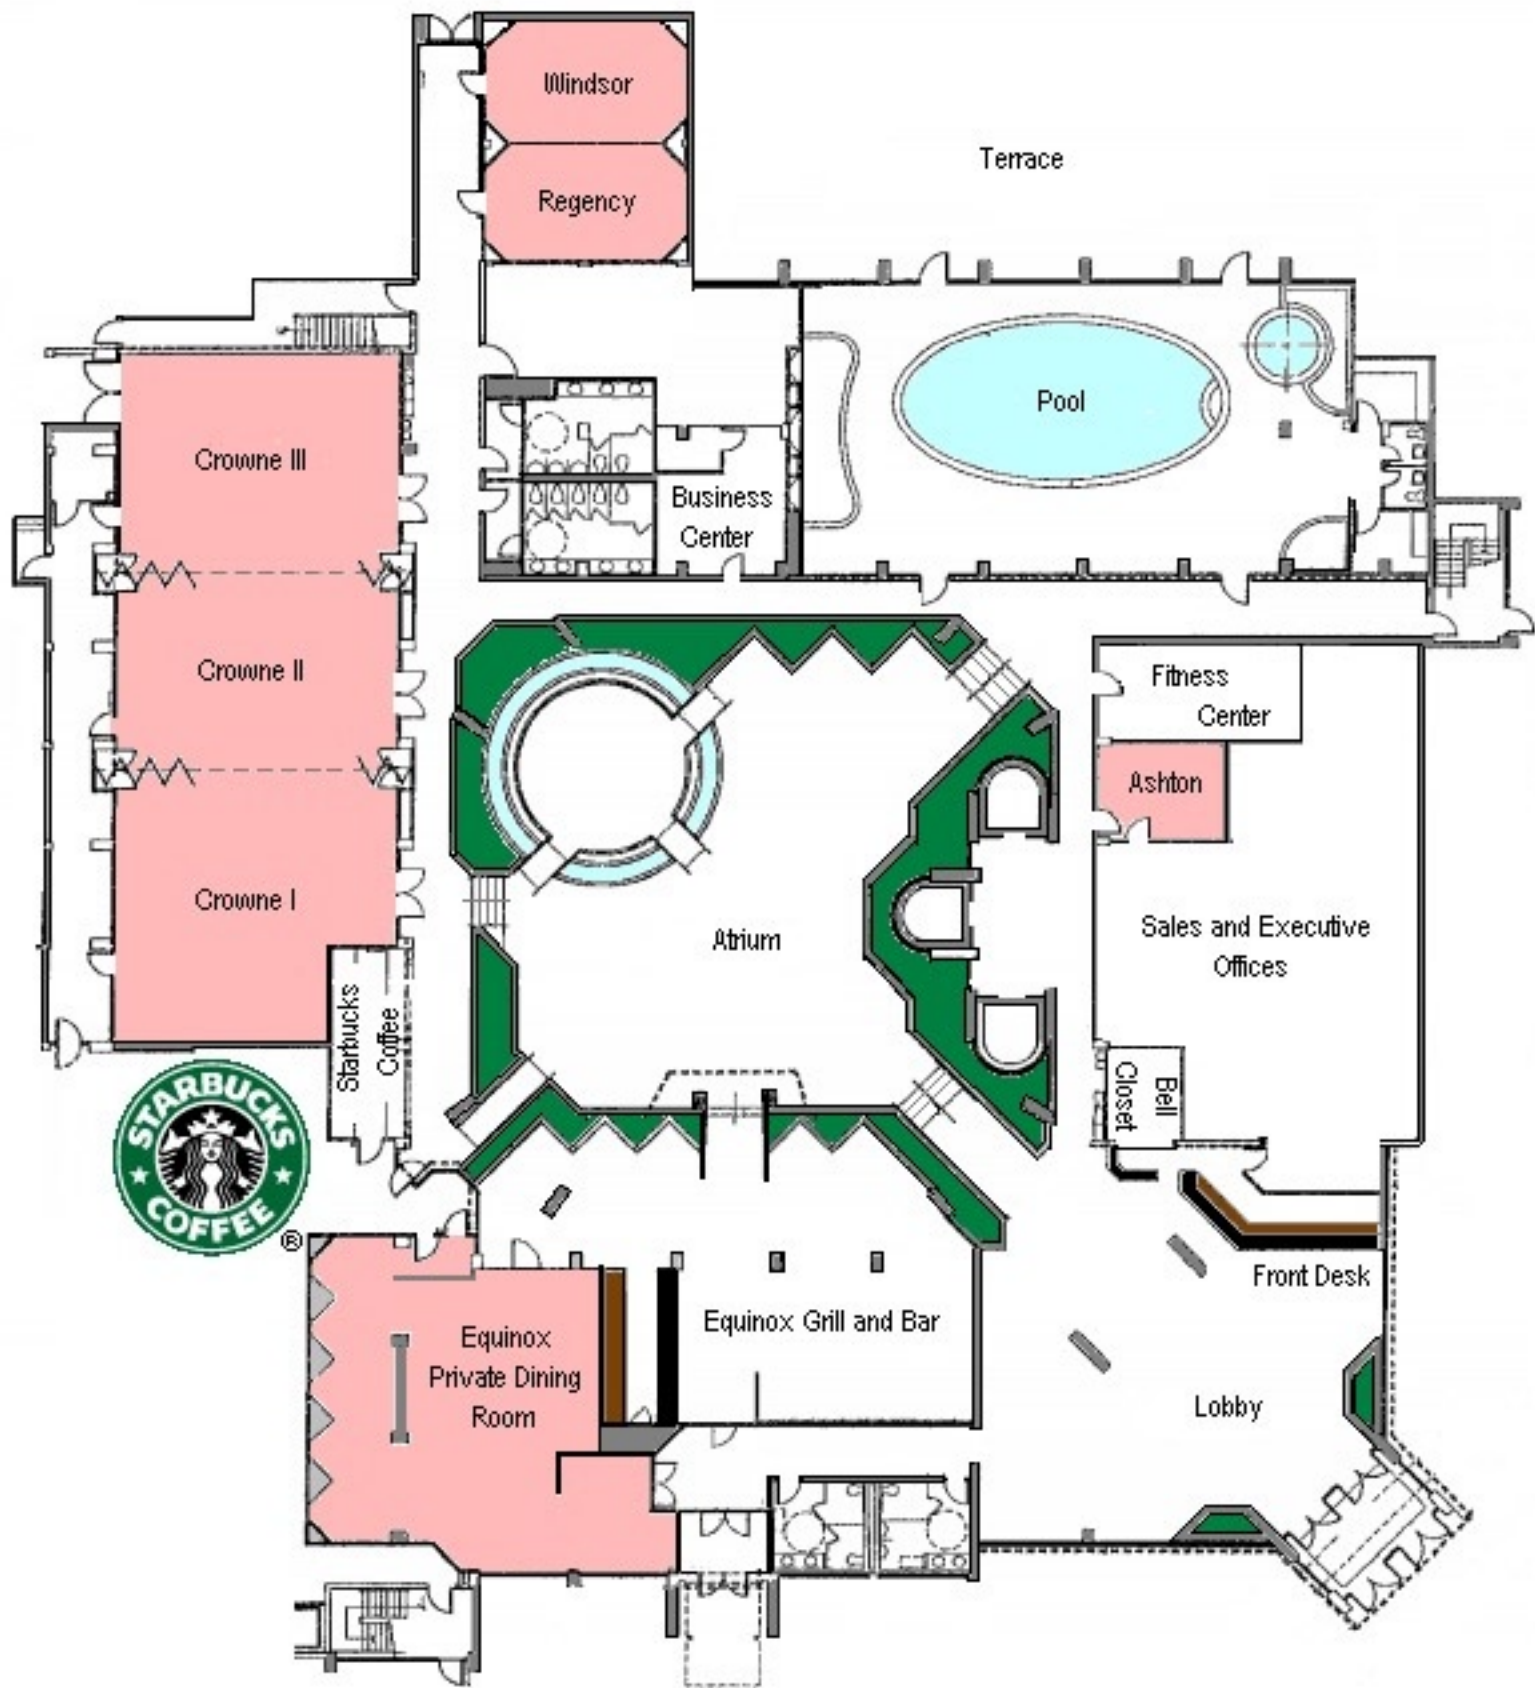 Windsor
Terrace
Regency
Pool
Crowne III
Business
Center
Crowne II
Fitness
Center
Ashton
Crowne I
Atrium
Sales and Executive
Offices
Starbucks
Coffee
Bell
Closet
STARBUCKS
COFFEE
®
Front Desk
Equinox Grill and Bar
Equinox
Private Dining
Room
Lobby